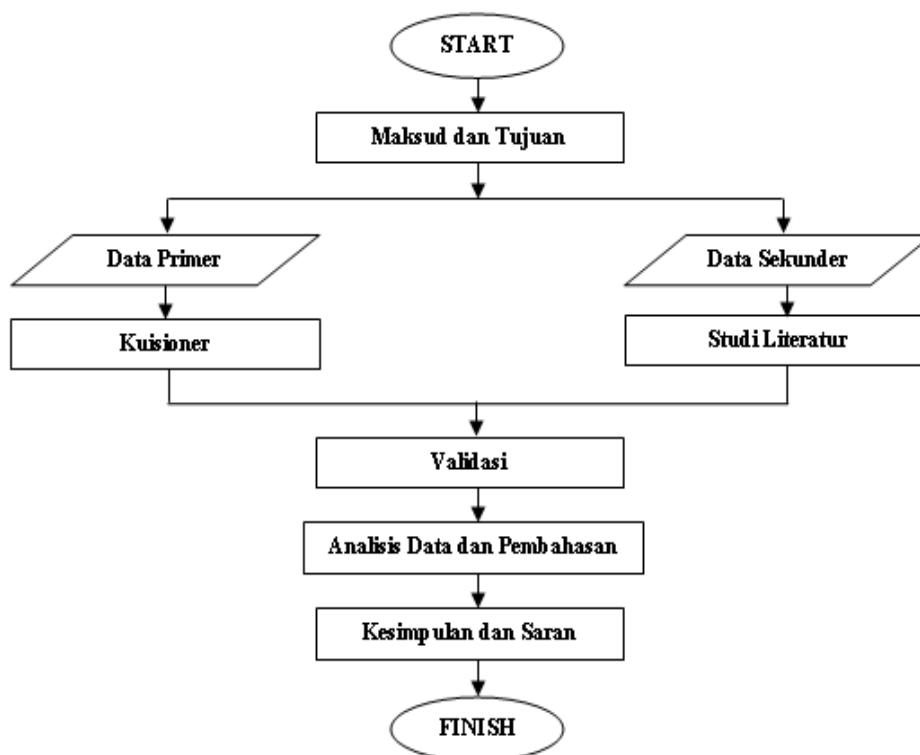 START
Maksud dan Tujuan
Data Primer
Data Sekunder
Kuisioner
Studi Literatur
Validasi
Analisis Data dan Pembahasan
Kesimpulan dan Saran
FINISH